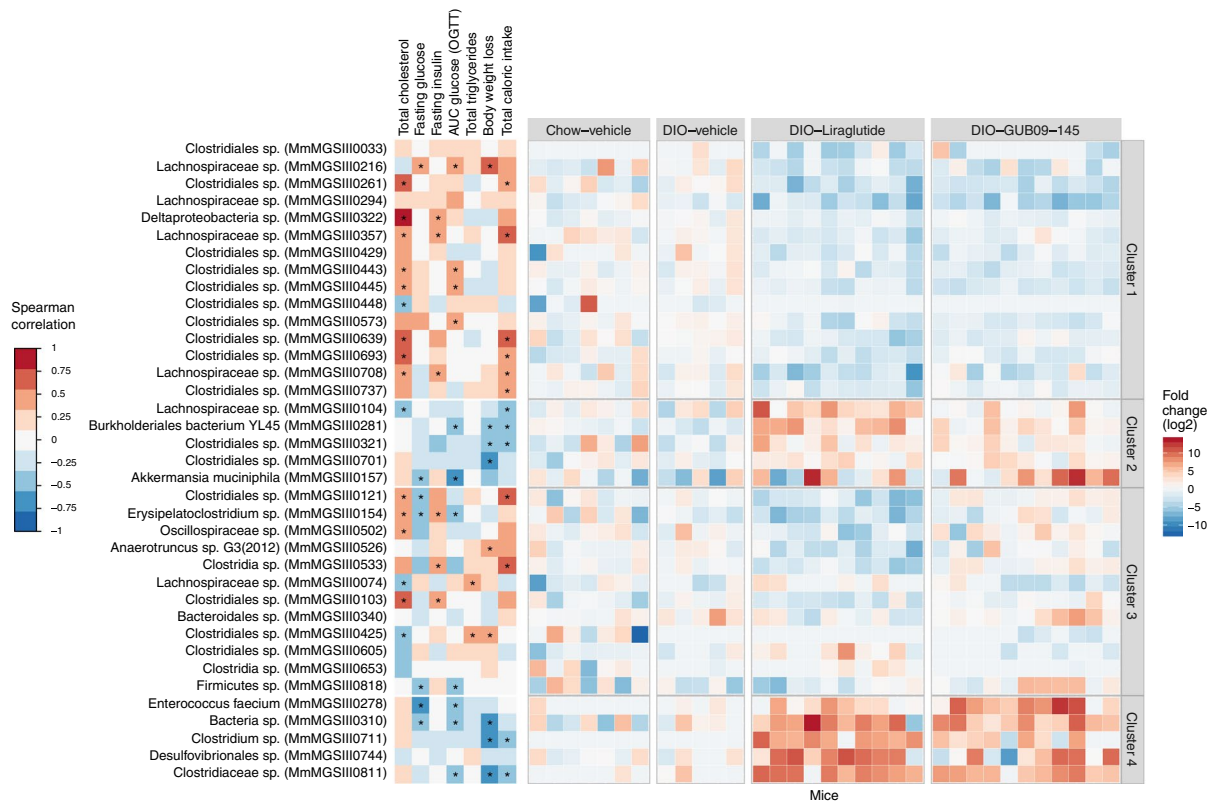 Total cholesterol
Fasting glucose
Fasting insulin
AUC glucose (OGTT)
Total triglycerides
Body weight loss
Total caloric intake
Chow−vehicle
DIO−vehicle
DIO−Liraglutide
DIO−GUB09−145
Clostridiales sp. (MmMGSIII0033)
Lachnospiraceae sp. (MmMGSIII0216)
Clostridiales sp. (MmMGSIII0261)
Lachnospiraceae sp. (MmMGSIII0294)
Deltaproteobacteria sp. (MmMGSIII0322)
Lachnospiraceae sp. (MmMGSIII0357)
Clostridiales sp. (MmMGSIII0429)
Clostridiales sp. (MmMGSIII0443)
Clostridiales sp. (MmMGSIII0445)
Clostridiales sp. (MmMGSIII0448)
Clostridiales sp. (MmMGSIII0573)
Clostridiales sp. (MmMGSIII0639)
Clostridiales sp. (MmMGSIII0693)
Lachnospiraceae sp. (MmMGSIII0708)
Clostridiales sp. (MmMGSIII0737)
Lachnospiraceae sp. (MmMGSIII0104)
Burkholderiales bacterium YL45 (MmMGSIII0281)
Clostridiales sp. (MmMGSIII0321)
Clostridiales sp. (MmMGSIII0701)
Akkermansia muciniphila (MmMGSIII0157)
Clostridiales sp. (MmMGSIII0121)
Erysipelatoclostridium sp. (MmMGSIII0154)
Oscillospiraceae sp. (MmMGSIII0502)
Anaerotruncus sp. G3(2012) (MmMGSIII0526)
Clostridia sp. (MmMGSIII0533)
Lachnospiraceae sp. (MmMGSIII0074)
Clostridiales sp. (MmMGSIII0103)
Bacteroidales sp. (MmMGSIII0340)
Clostridiales sp. (MmMGSIII0425)
Clostridiales sp. (MmMGSIII0605)
Clostridia sp. (MmMGSIII0653)
Firmicutes sp. (MmMGSIII0818)
Enterococcus faecium (MmMGSIII0278)
Bacteria sp. (MmMGSIII0310)
Clostridium sp. (MmMGSIII0711)
Desulfovibrionales sp. (MmMGSIII0744)
Clostridiaceae sp. (MmMGSIII0811)
Cluster 1
Cluster 2
Cluster 3
Cluster 4
Mice
Spearman
correlation
1
0.75
0.5
0.25
0
−0.25
−0.5
−0.75
−1
Fold
change
(log2)
10
5
0
−5
−10